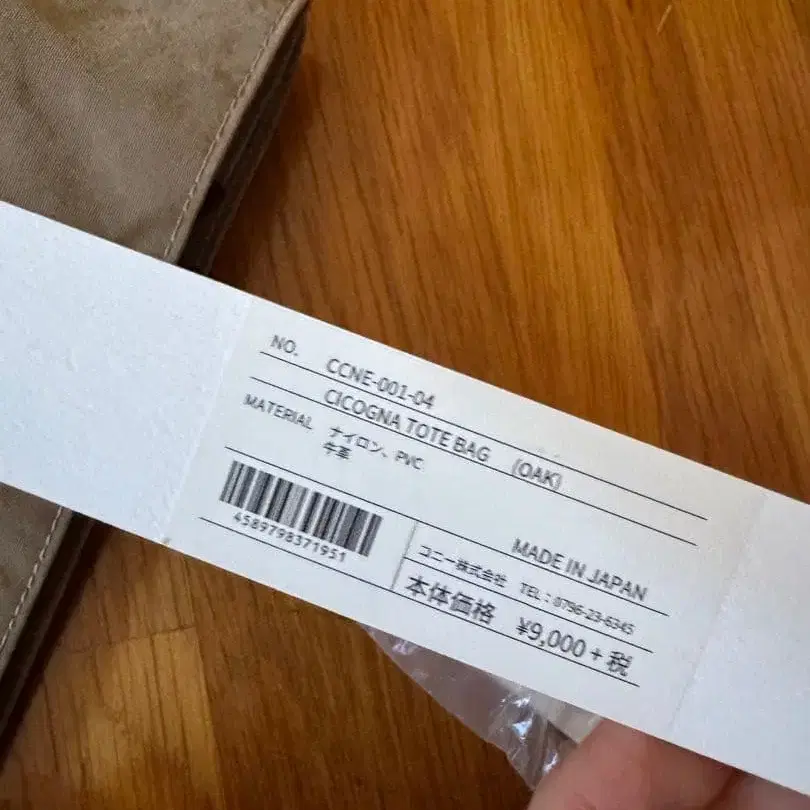 NO. CCNE-001-04
CICOGNA TOTE BAG (OAK)
MATERIAL ナイロン、PVC
牛革
4589798371951
MADE IN JAPAN
コニー株式会社 TEL：0796-23-6345
本体価格 ¥9,000+税